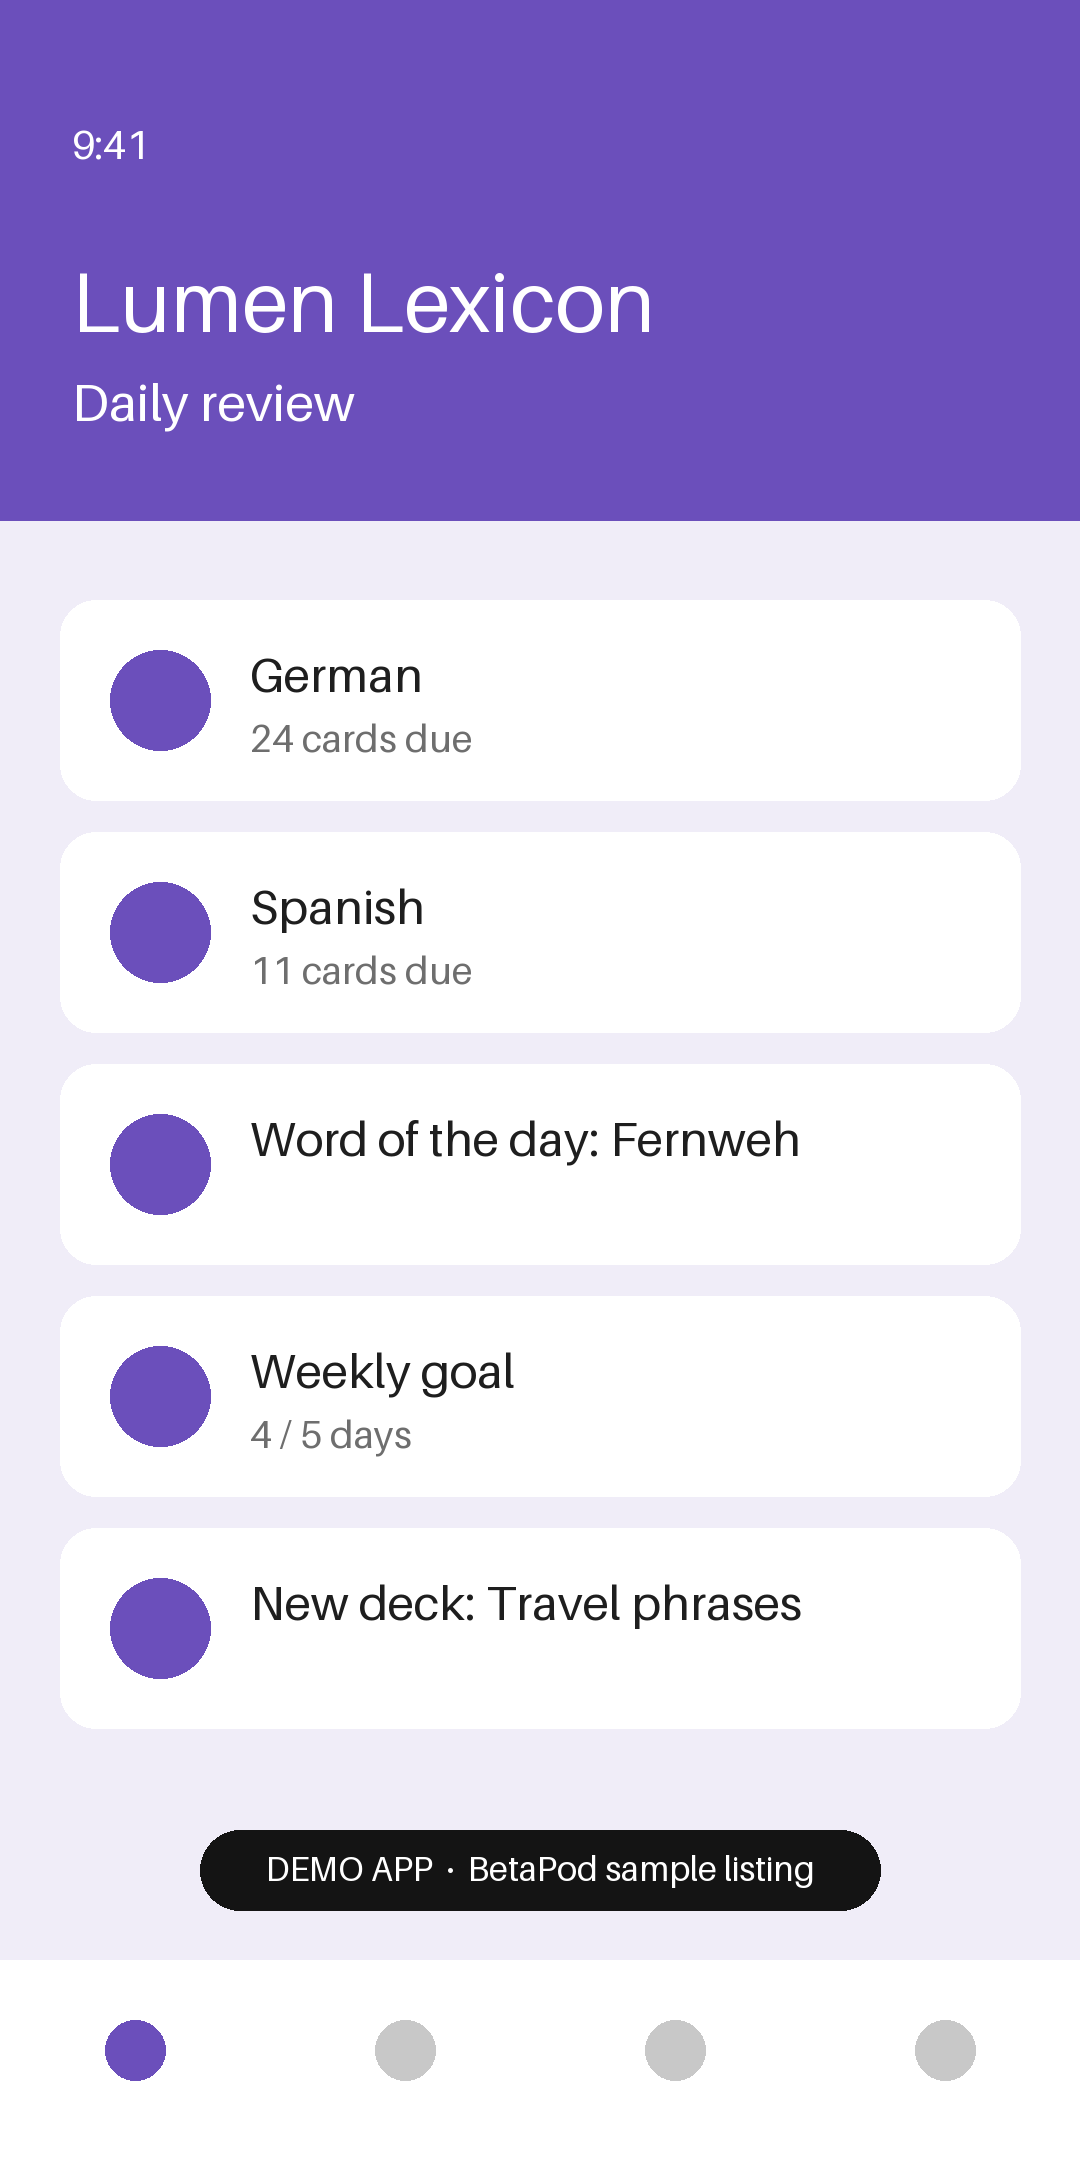 9:41
Lumen Lexicon
Daily review
German
24 cards due
Spanish
11 cards due
Word of the day: Fernweh
Weekly goal
4 / 5 days
New deck: Travel phrases
DEMO APP · BetaPod sample listing